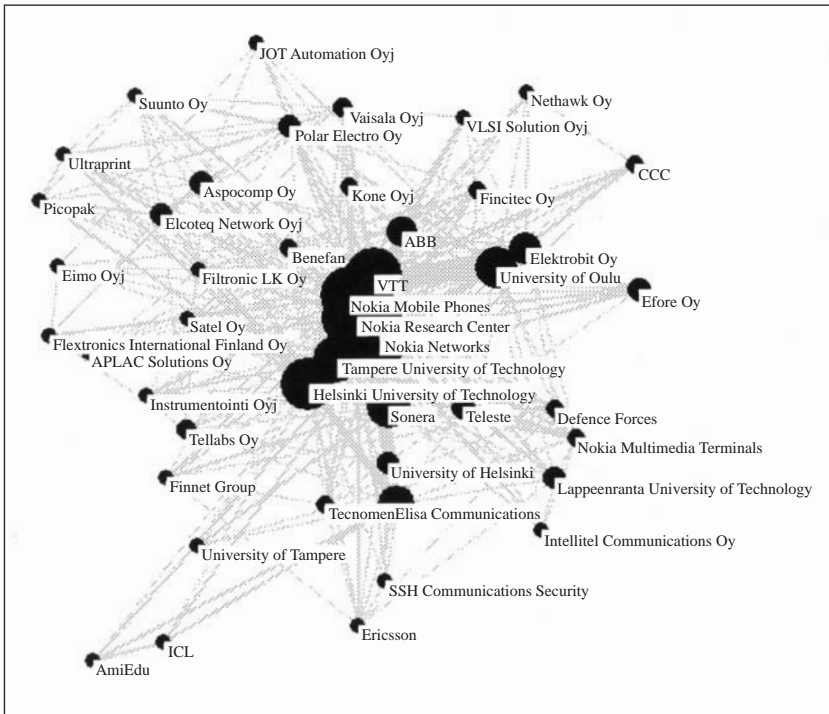 JOT Automation Oyj
Suunto Oy
Nethawk Oy
Vaisala Oyj
VLSI Solution Oyj
Polar Electro Oy
Ultraprint
CCC
Aspocomp Oy
Kone Oyj
Fincitec Oy
Picopak
Elcoteq Network Oyj
ABB
Benefan
Elektrobit Oy
Eimo Oyj
Filtronic LK Oy
VTT
University of Oulu
Nokia Mobile Phones
Efore Oy
Satel Oy
Nokia Research Center
Flextronics International Finland Oy
Nokia Networks
APLAC Solutions Oy
Tampere University of Technology
Instrumentointi Oyj
Helsinki University of Technology
Sonera
Teleste
Defence Forces
Tellabs Oy
Nokia Multimedia Terminals
University of Helsinki
Finnet Group
Lappeenranta University of Technology
TecnomenElisa Communications
Intellitel Communications Oy
University of Tampere
SSH Communications Security
Ericsson
ICL
AmiEdu